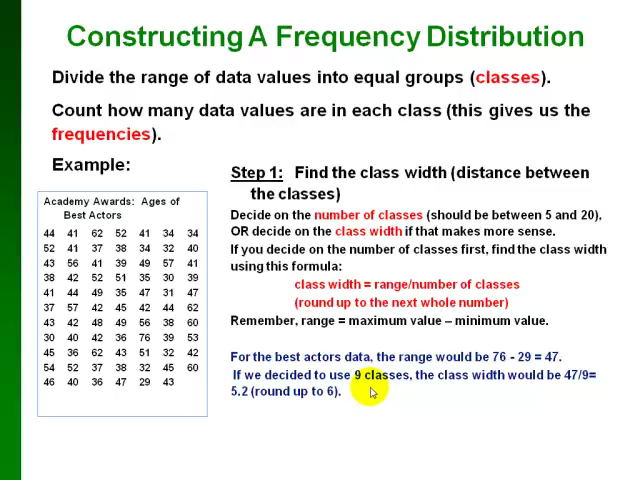 Constructing A Frequency Distribution
Divide the range of data values into equal groups (classes).
Count how many data values are in each class (this gives us the
frequencies).
Example:
Academy Awards: Ages of
Best Actors
44 41 62 52 41 34 34
52 41 37 38 34 32 40
43 56 41 39 49 57 41
38 42 52 51 35 30 39
41 44 49 35 47 31 47
37 57 42 45 42 44 62
43 42 48 49 56 38 60
30 40 42 36 76 39 53
45 36 62 43 51 32 42
54 52 37 38 32 45 60
46 40 36 47 29 43
Step 1: Find the class width (distance between
the classes)
Decide on the number of classes (should be between 5 and 20),
OR decide on the class width if that makes more sense.
If you decide on the number of classes first, find the class width
using this formula:
class width = range/number of classes
(round up to the next whole number)
Remember, range = maximum value – minimum value.
For the best actors data, the range would be 76 - 29 = 47.
If we decided to use 9 classes, the class width would be 47/9=
5.2 (round up to 6).